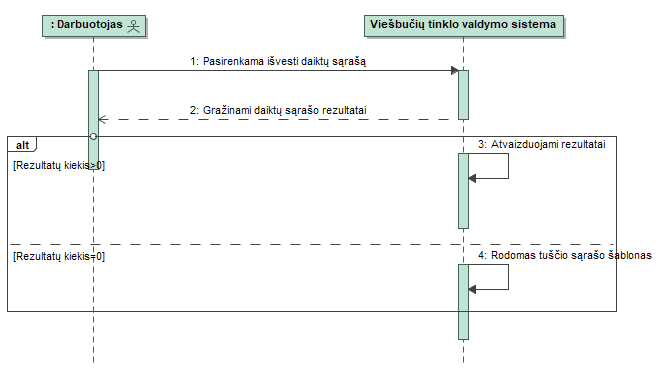 : Darbuotojas
Viešbučių tinklo valdymo sistema
1: Pasirenkama išvesti daiktų sąrašą
2: Gražinami daiktų sąrašo rezultatai
alt
3: Atvaizduojami rezultatai
[Rezultatų kiekis>0]
4: Rodomas tuščio sąrašo šablonas
[Rezultatų kiekis=0]